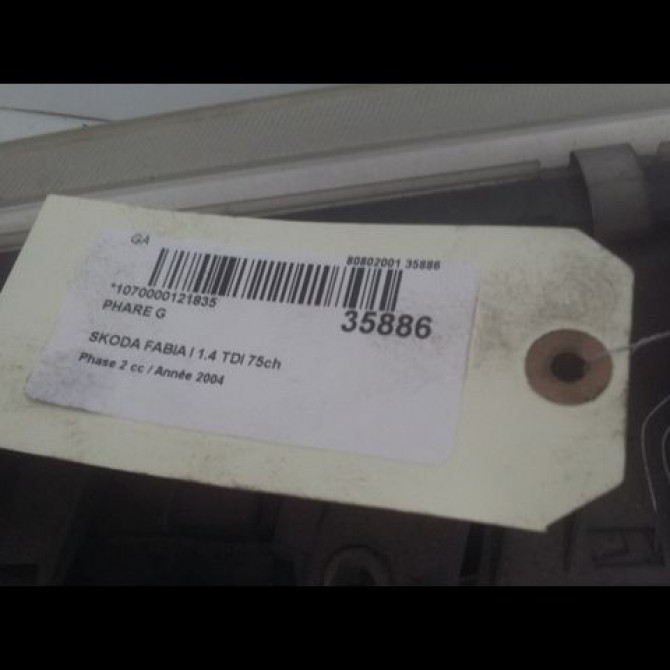 GA
80802001 35886
*1070000121835
35886
PHARE G
SKODA FABIA I 1.4 TDI 75ch
Phase 2 cc / Année 2004